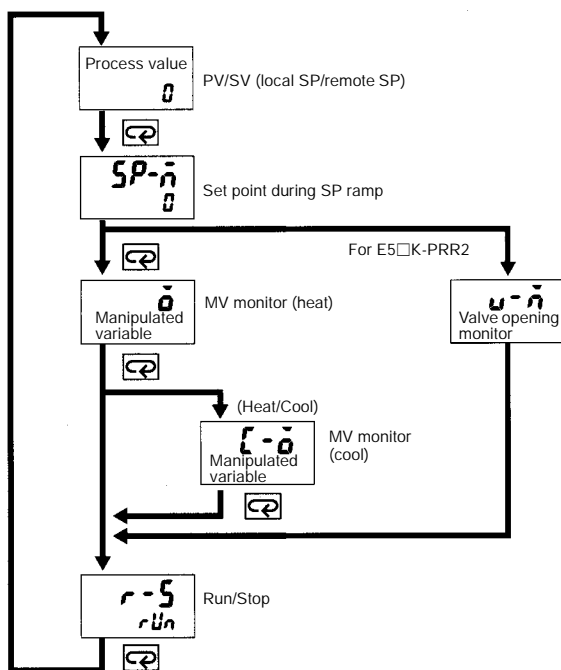 Process value
0
PV/SV (local SP/remote SP)
SP-m̄
0
Set point during SP ramp
For E5□K-PRR2
ō
Manipulated
variable
MV monitor (heat)
u-m̄
Valve opening
monitor
(Heat/Cool)
C-ō
Manipulated
variable
MV monitor
(cool)
r-S
rUn
Run/Stop